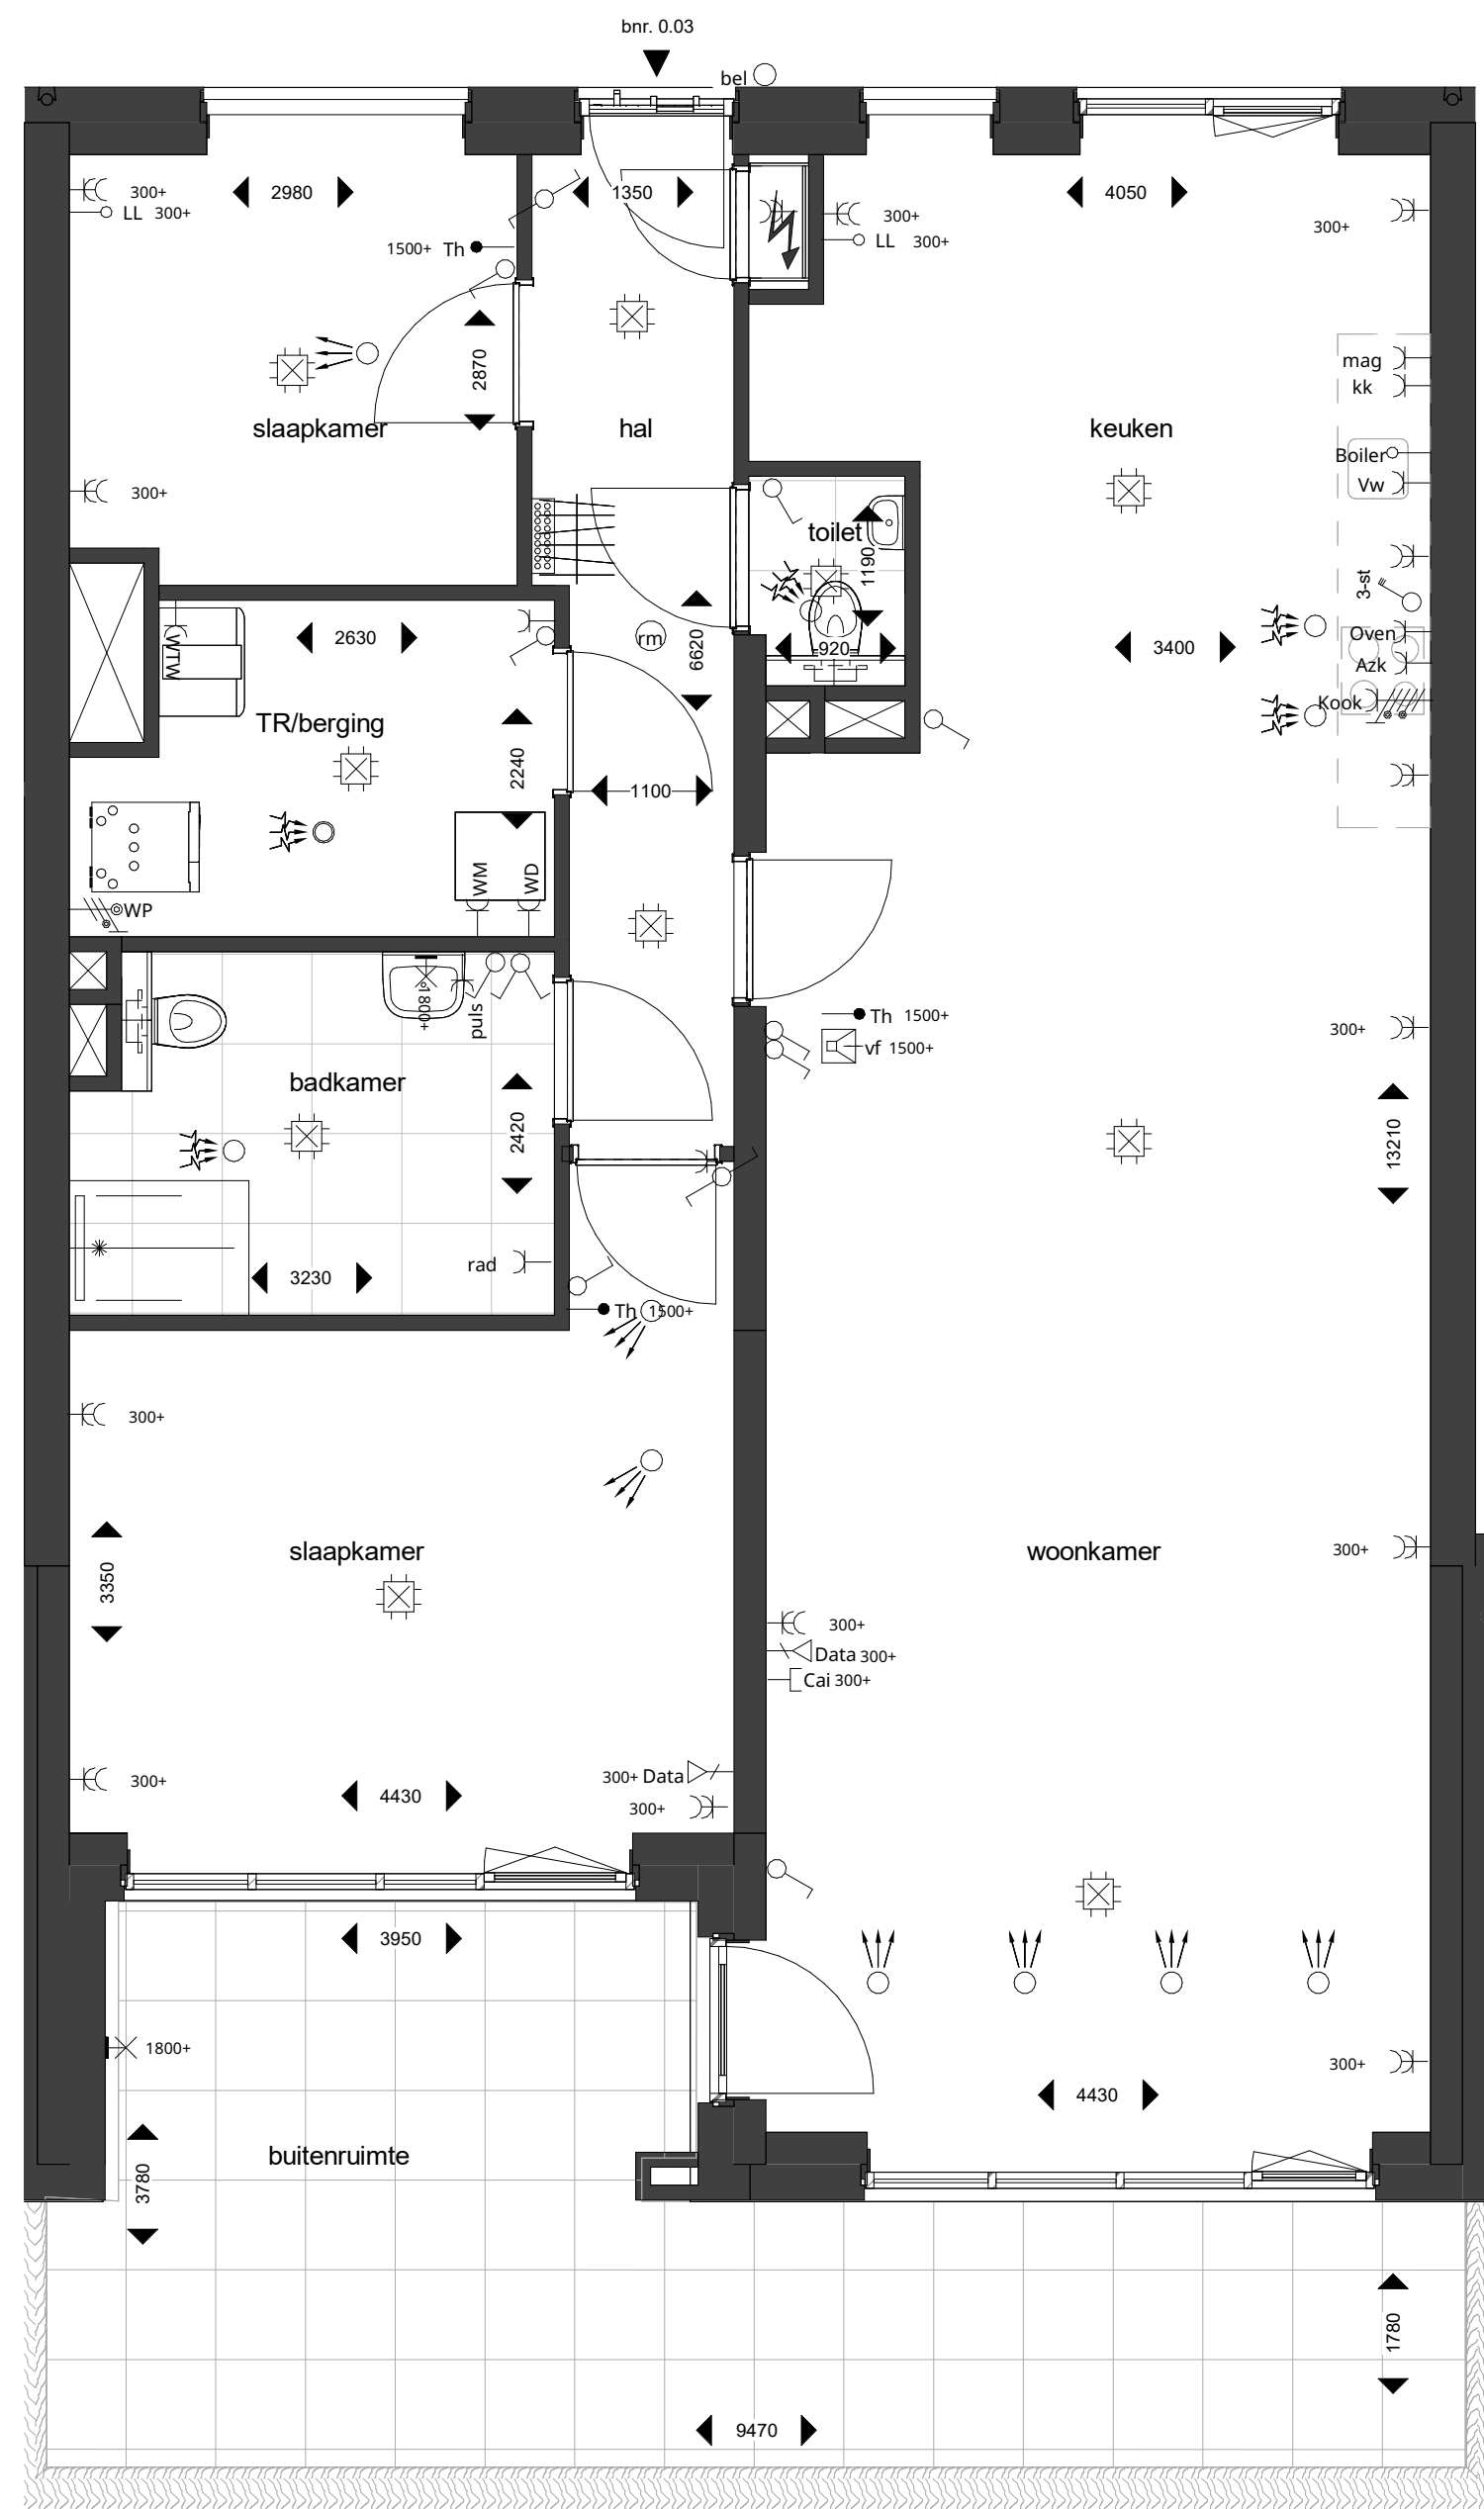 bnr. 0.03
bel
300+
LL 300+
2980
1350
4050
300+
LL 300+
300+
1500+ Th
2870
mag
kk
slaapkamer
hal
keuken
Boiler
Vw
300+
toilet
1190
3-st
WTW
2630
rm
6620
920
3400
Oven
Azk
Kook
TR/berging
2240
1100
WM
WD
WP
1800+
puls
Th 1500+
vf 1500+
300+
badkamer
2420
13210
rad
3230
Th 1500+
300+
slaapkamer
woonkamer
300+
3350
300+
Data 300+
Cai 300+
300+
300+ Data
300+
4430
3950
1800+
300+
4430
buitenruimte
3780
1780
9470